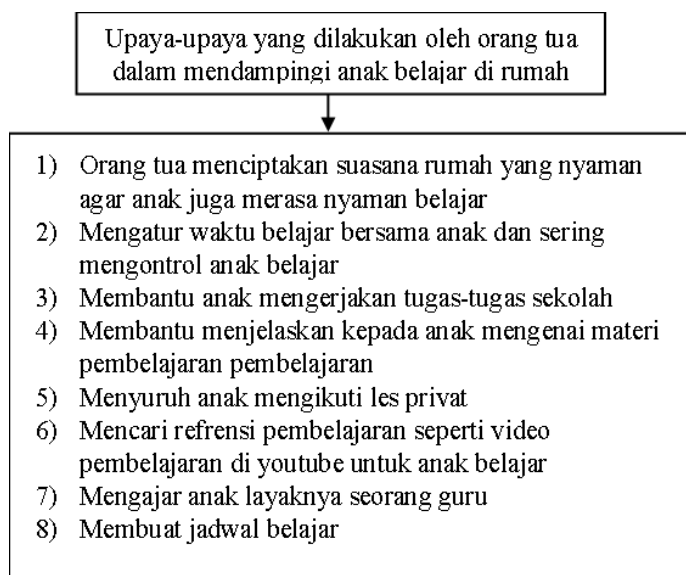 Upaya-upaya yang dilakukan oleh orang tua
dalam mendampingi anak belajar di rumah
1) Orang tua menciptakan suasana rumah yang nyaman
agar anak juga merasa nyaman belajar
2) Mengatur waktu belajar bersama anak dan sering
mengontrol anak belajar
3) Membantu anak mengerjakan tugas-tugas sekolah
4) Membantu menjelaskan kepada anak mengenai materi
pembelajaran pembelajaran
5) Menyuruh anak mengikuti les privat
6) Mencari refrensi pembelajaran seperti video
pembelajaran di youtube untuk anak belajar
7) Mengajar anak layaknya seorang guru
8) Membuat jadwal belajar